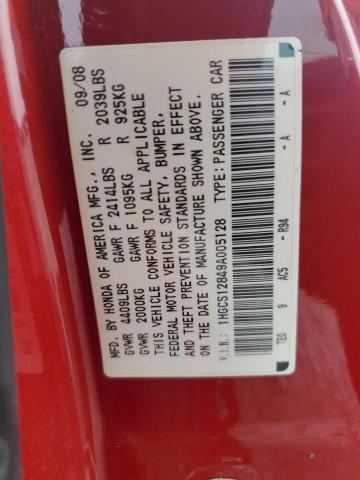 MFD. BY HONDA OF AMERICA MFG., INC. 09/08
GVWR 4409LBS GAWR F 2414LBS R 2039LBS
GVWR 2000KG GAWR F 1095KG R 925KG
THIS VEHICLE CONFORMS TO ALL APPLICABLE
FEDERAL MOTOR VEHICLE SAFETY, BUMPER,
AND THEFT PREVENTION STANDARDS IN EFFECT
ON THE DATE OF MANUFACTURE SHOWN ABOVE.
V.I.N.: 1HGCS12849A005128 TYPE: PASSENGER CAR
TE0 9 AC5 - R94 - A - A